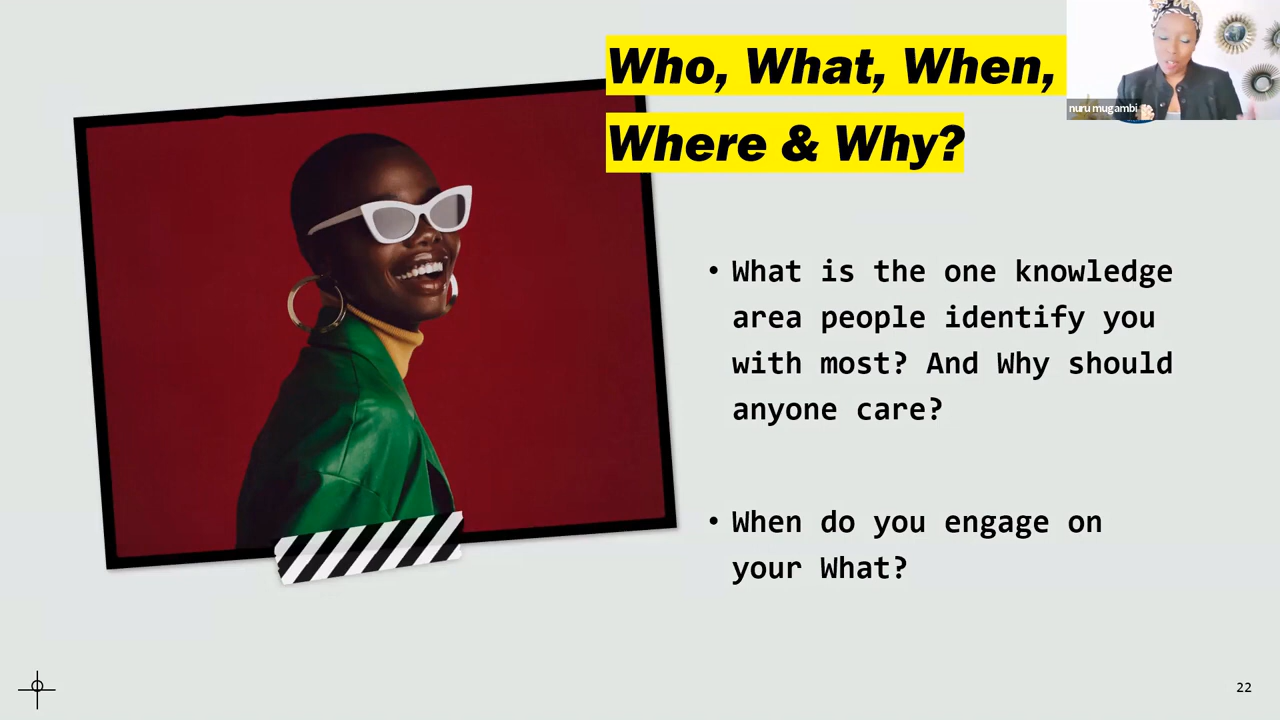 Who, What, When,
Where & Why?
nuru mugambi
• What is the one knowledge
area people identify you
with most? And Why should
anyone care?
• When do you engage on
your What?
22